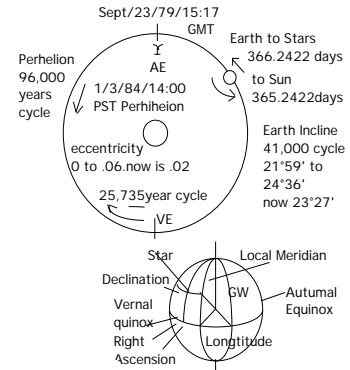 Sept/23/79/15:17
GMT
Earth to Stars
366.2422 days
to Sun
365.2422days
Perhelion
96,000
years
cycle
AE
1/3/84/14:00
PST Perhiheion
eccentricity
0 to .06.now is .02
Earth Incline
41,000 cycle
21°59' to
24°36'
now 23°27'
25,735year cycle
VE
Star
Local Meridian
Declination
GW
Autumal
Equinox
Vernal
quinox
Right
Ascension
Longtitude